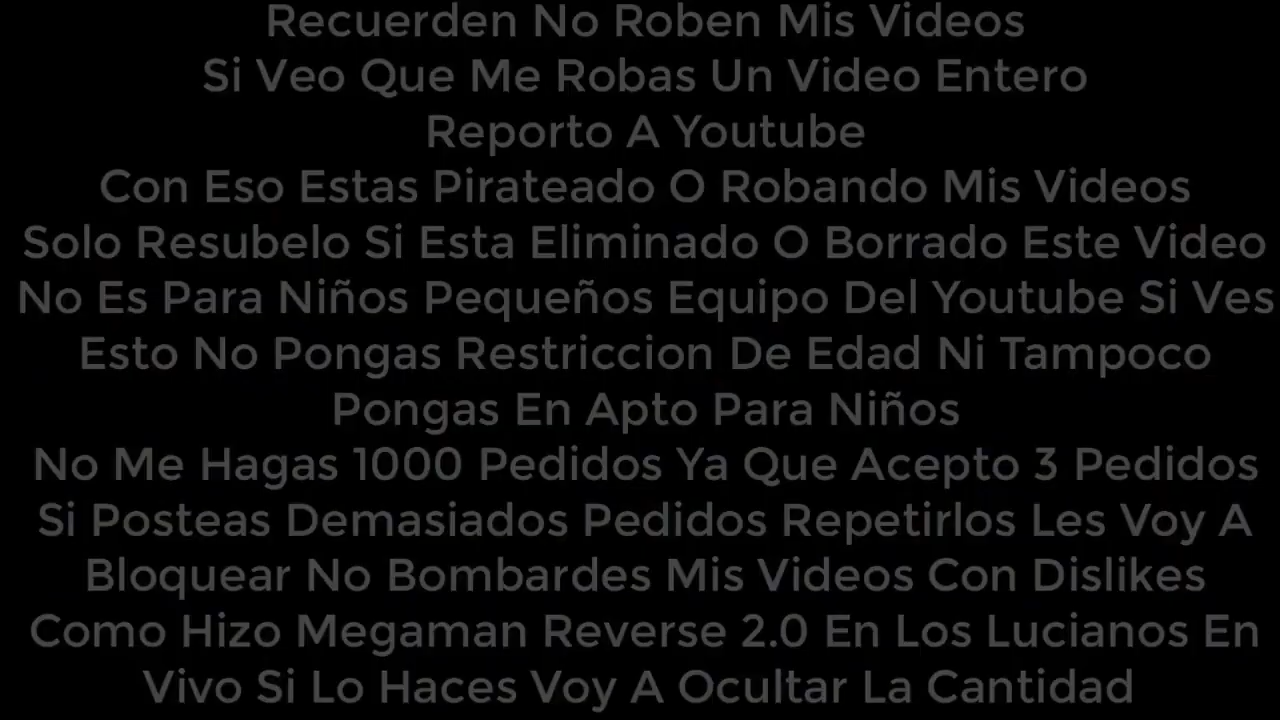 Recuerden No Roben Mis Videos
Si Veo Que Me Robas Un Video Entero
Reporto A Youtube
Con Eso Estas Pirateado O Robando Mis Videos
Solo Resubelo Si Esta Eliminado O Borrado Este Video
No Es Para Niños Pequeños Equipo Del Youtube Si Ves
Esto No Pongas Restriccion De Edad Ni Tampoco
Pongas En Apto Para Niños
No Me Hagas 1000 Pedidos Ya Que Acepto 3 Pedidos
Si Posteas Demasiados Pedidos Repetirlos Les Voy A
Bloquear No Bombardes Mis Videos Con Dislikes
Como Hizo Megaman Reverse 2.0 En Los Lucianos En
Vivo Si Lo Haces Voy A Ocultar La Cantidad